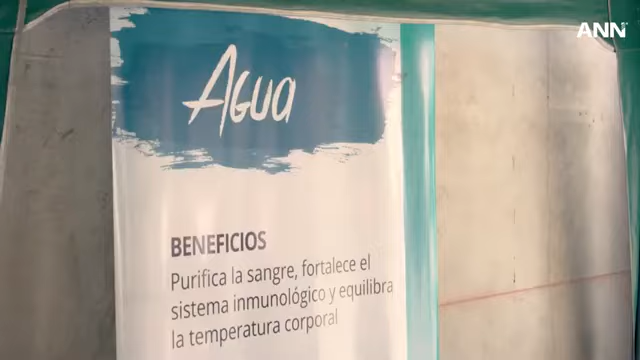 ANN
Agua
BENEFICIOS
Purifica la sangre, fortalece el
sistema inmunológico y equilibra
la temperatura corporal